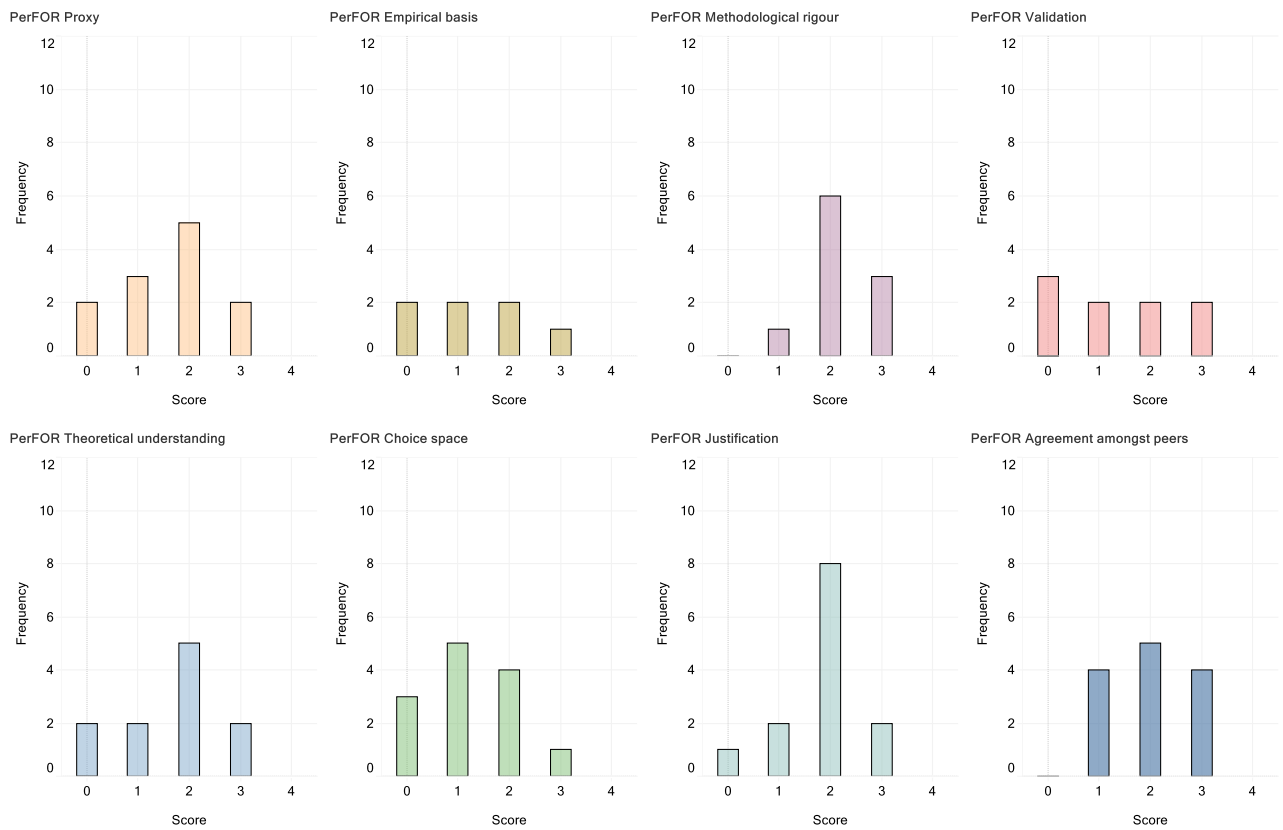 PerFOR Proxy
12
10
8
6
4
2
0
Frequency
0 1 2 3 4
Score
PerFOR Empirical basis
12
10
8
6
4
2
0
Frequency
0 1 2 3 4
Score
PerFOR Methodological rigour
12
10
8
6
4
2
0
Frequency
0 1 2 3 4
Score
PerFOR Validation
12
10
8
6
4
2
0
Frequency
0 1 2 3 4
Score
PerFOR Theoretical understanding
12
10
8
6
4
2
0
Frequency
0 1 2 3 4
Score
PerFOR Choice space
12
10
8
6
4
2
0
Frequency
0 1 2 3 4
Score
PerFOR Justification
12
10
8
6
4
2
0
Frequency
0 1 2 3 4
Score
PerFOR Agreement amongst peers
12
10
8
6
4
2
0
Frequency
0 1 2 3 4
Score